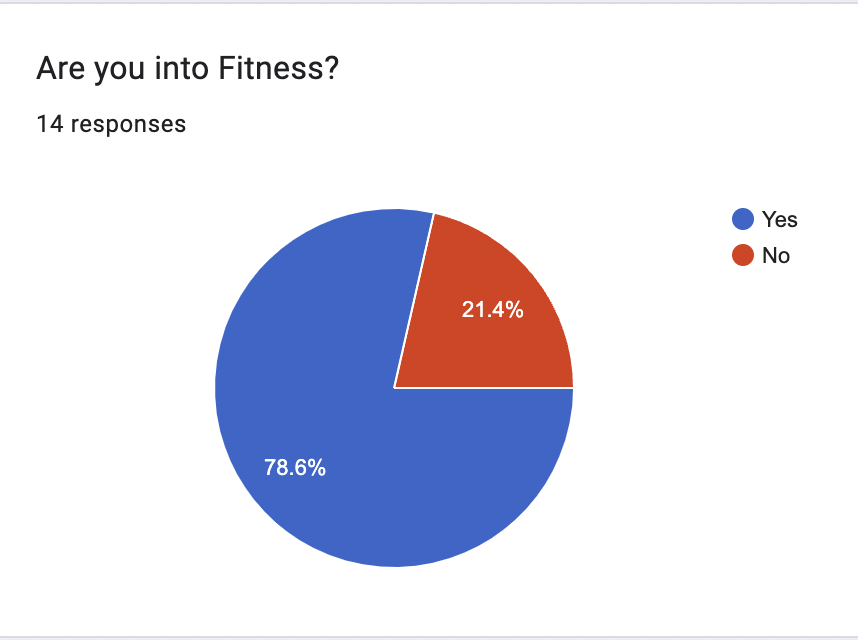 Are you into Fitness?
14 responses
Yes
No
21.4%
78.6%